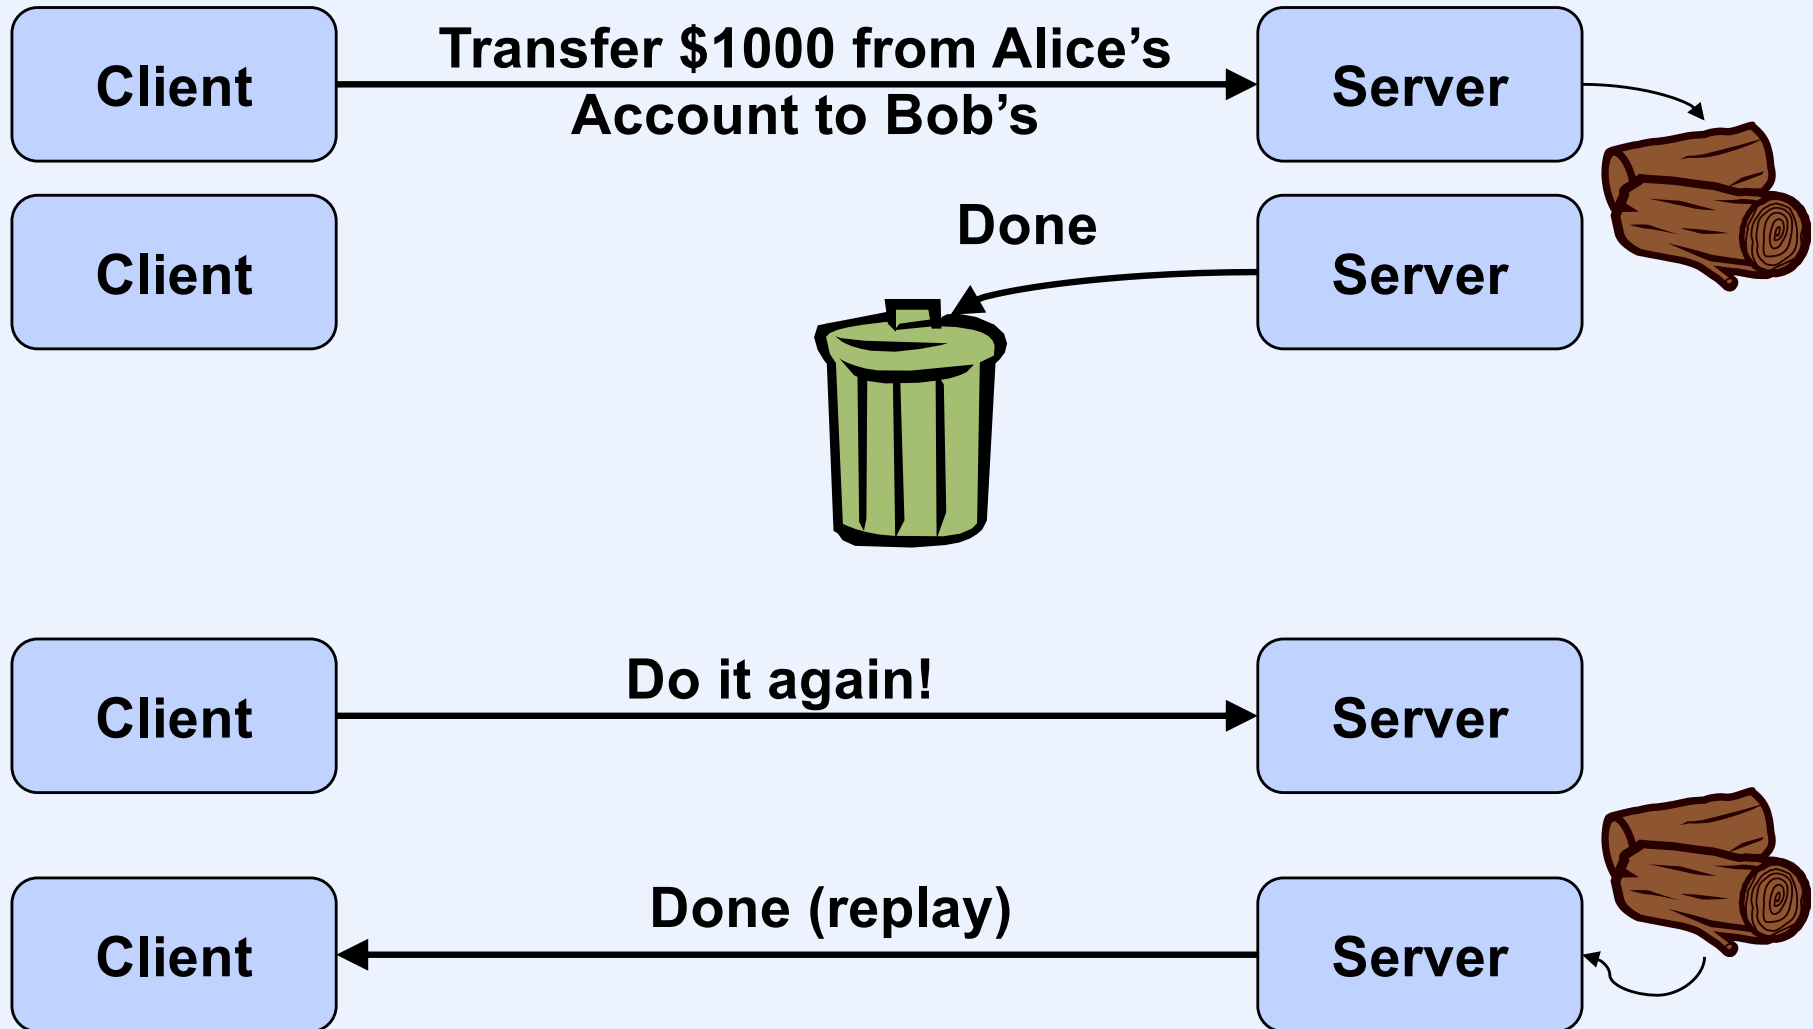 Client
Transfer $1000 from Alice’s
Account to Bob’s
Server
Client
Done
Server
Client
Do it again!
Server
Client
Done (replay)
Server